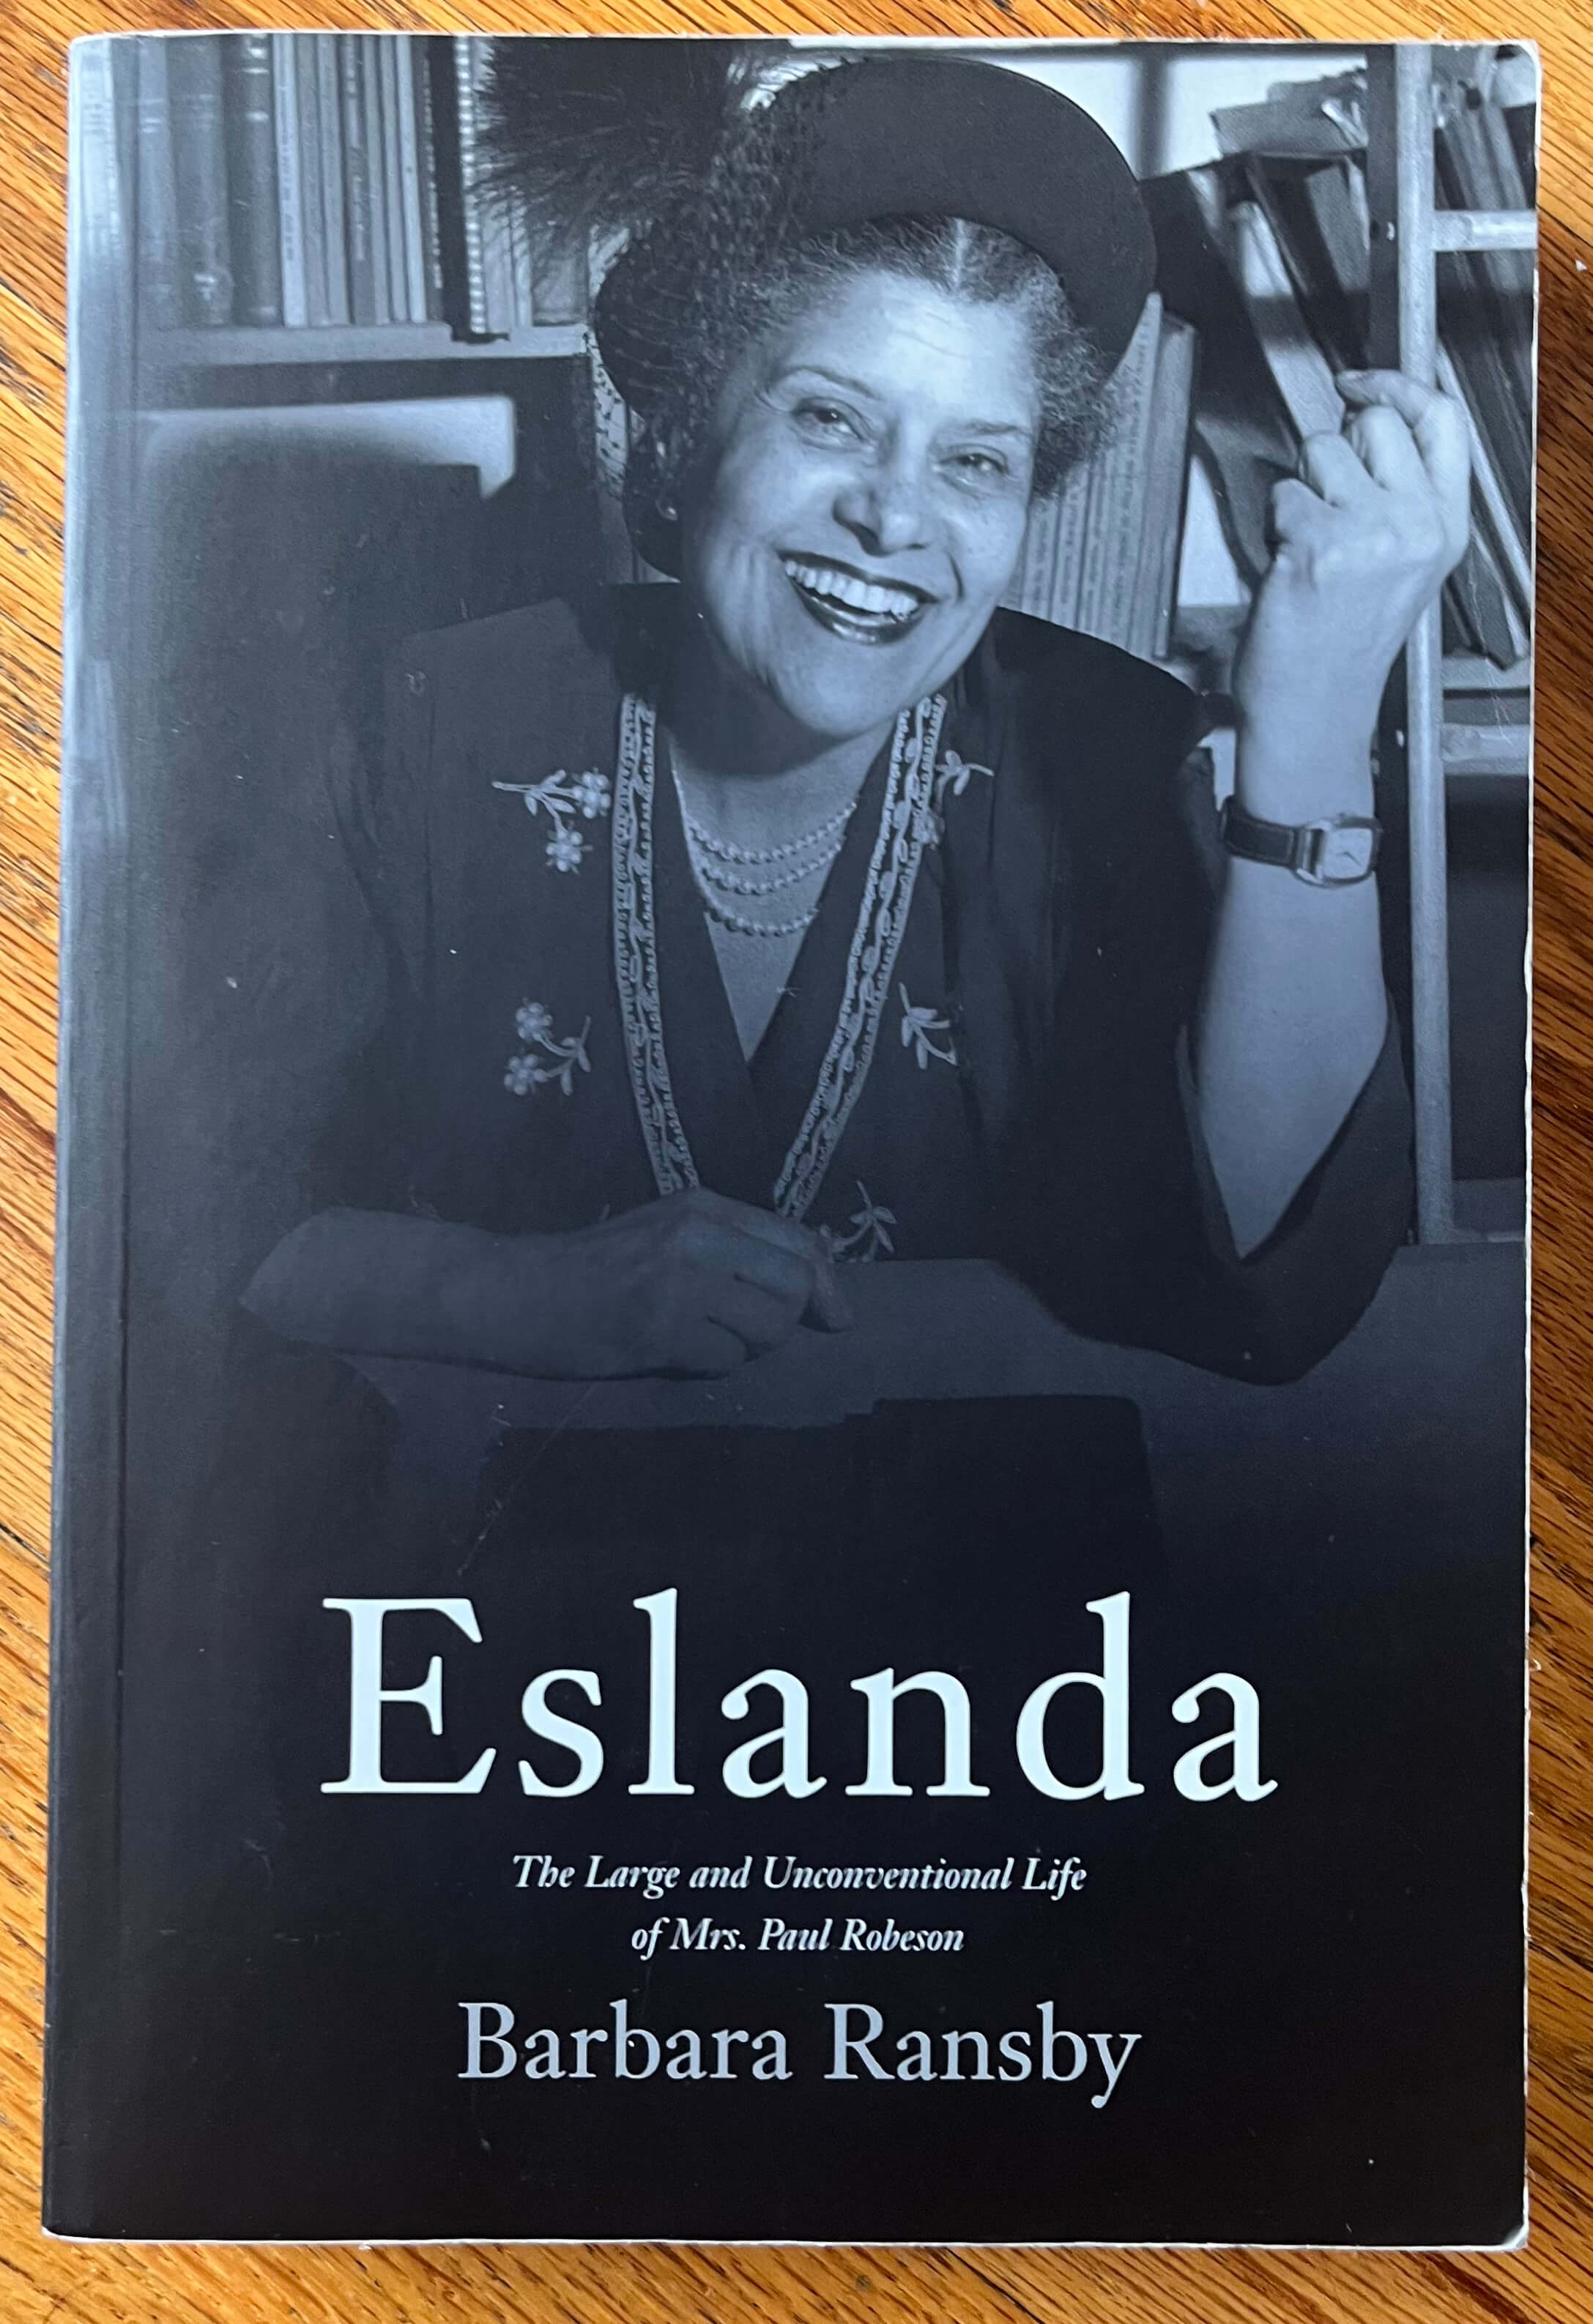 Eslanda
The Large and Unconventional Life
of Mrs. Paul Robeson
Barbara Ransby